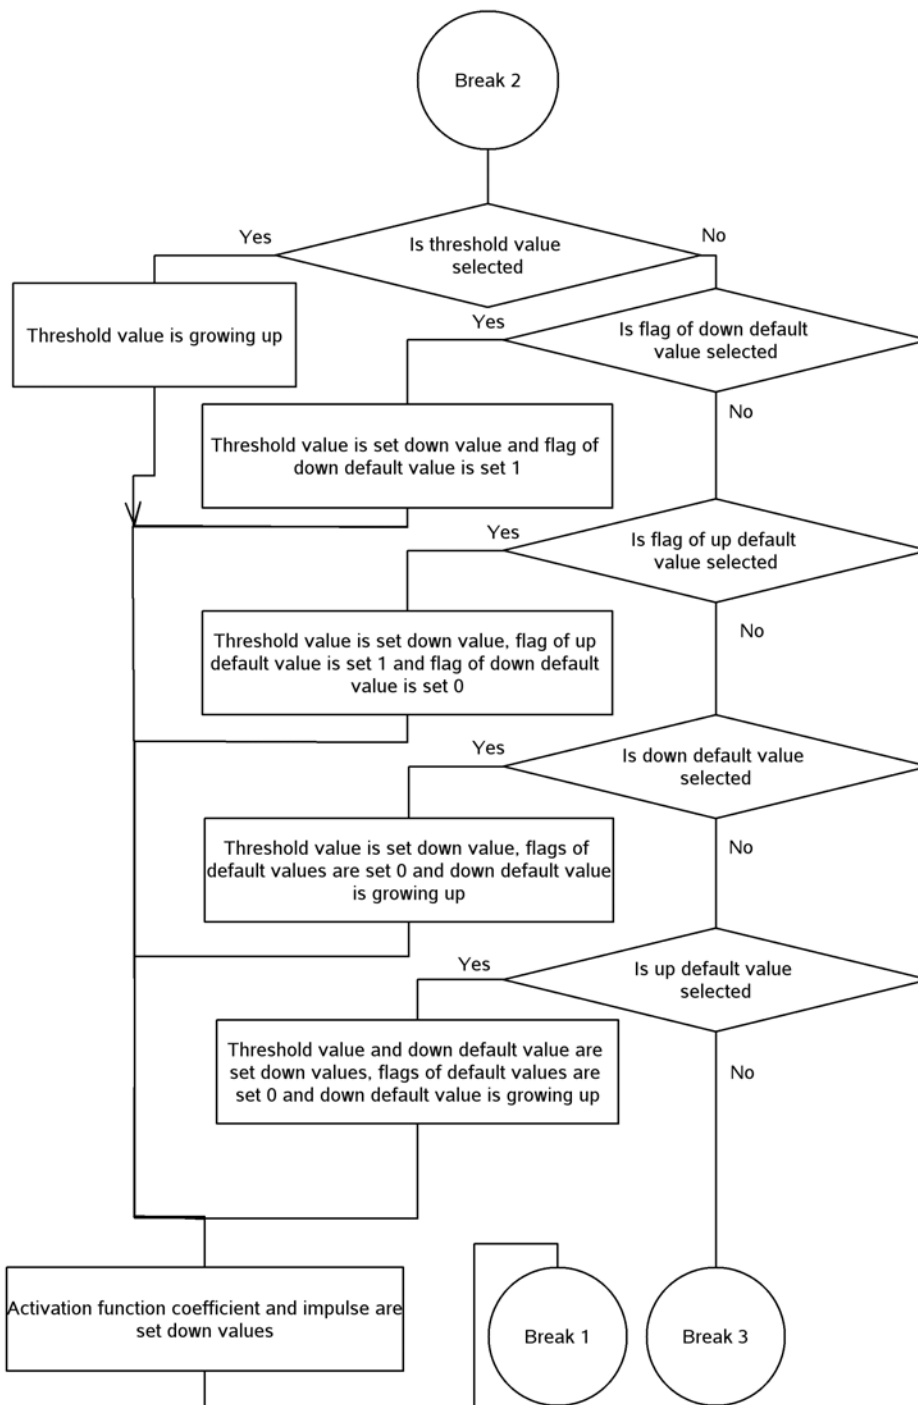 Break 2
Yes
Is threshold value
selected
No
Threshold value is growing up
Yes
Is flag of down default
value selected
No
Threshold value is set down value and flag of
down default value is set 1
Yes
Is flag of up default
value selected
No
Threshold value is set down value, flag of up
default value is set 1 and flag of down default
value is set 0
Yes
Is down default value
selected
No
Threshold value is set down value, flags of
default values are set 0 and down default value
is growing up
Yes
Is up default value
selected
No
Threshold value and down default value are
set down values, flags of default values are
set 0 and down default value is growing up
Activation function coefficient and impulse are
set down values
Break 1
Break 3